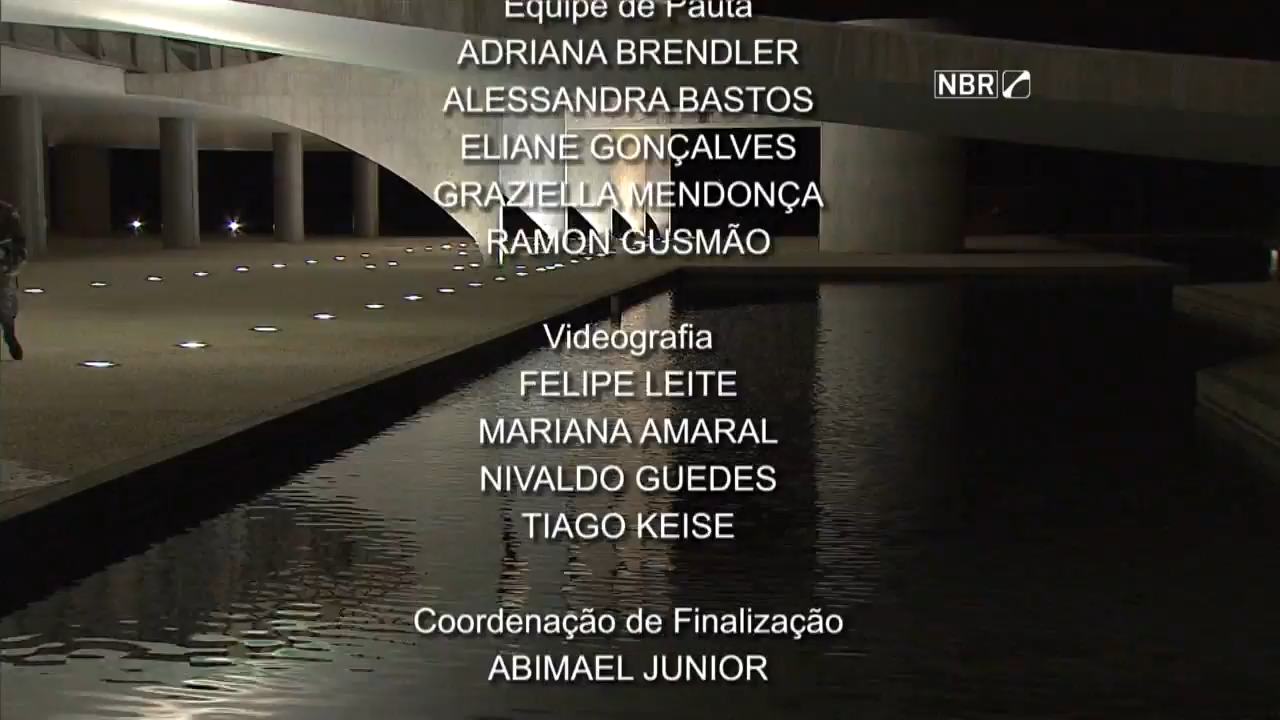 Equipe de Pauta
ADRIANA BRENDLER
ALESSANDRA BASTOS
NBR
ELIANE GONÇALVES
GRAZIELLA MENDONÇA
RAMON GUSMÃO
Videografia
FELIPE LEITE
MARIANA AMARAL
NIVALDO GUEDES
TIAGO KEISE
Coordenação de Finalização
ABIMAEL JUNIOR